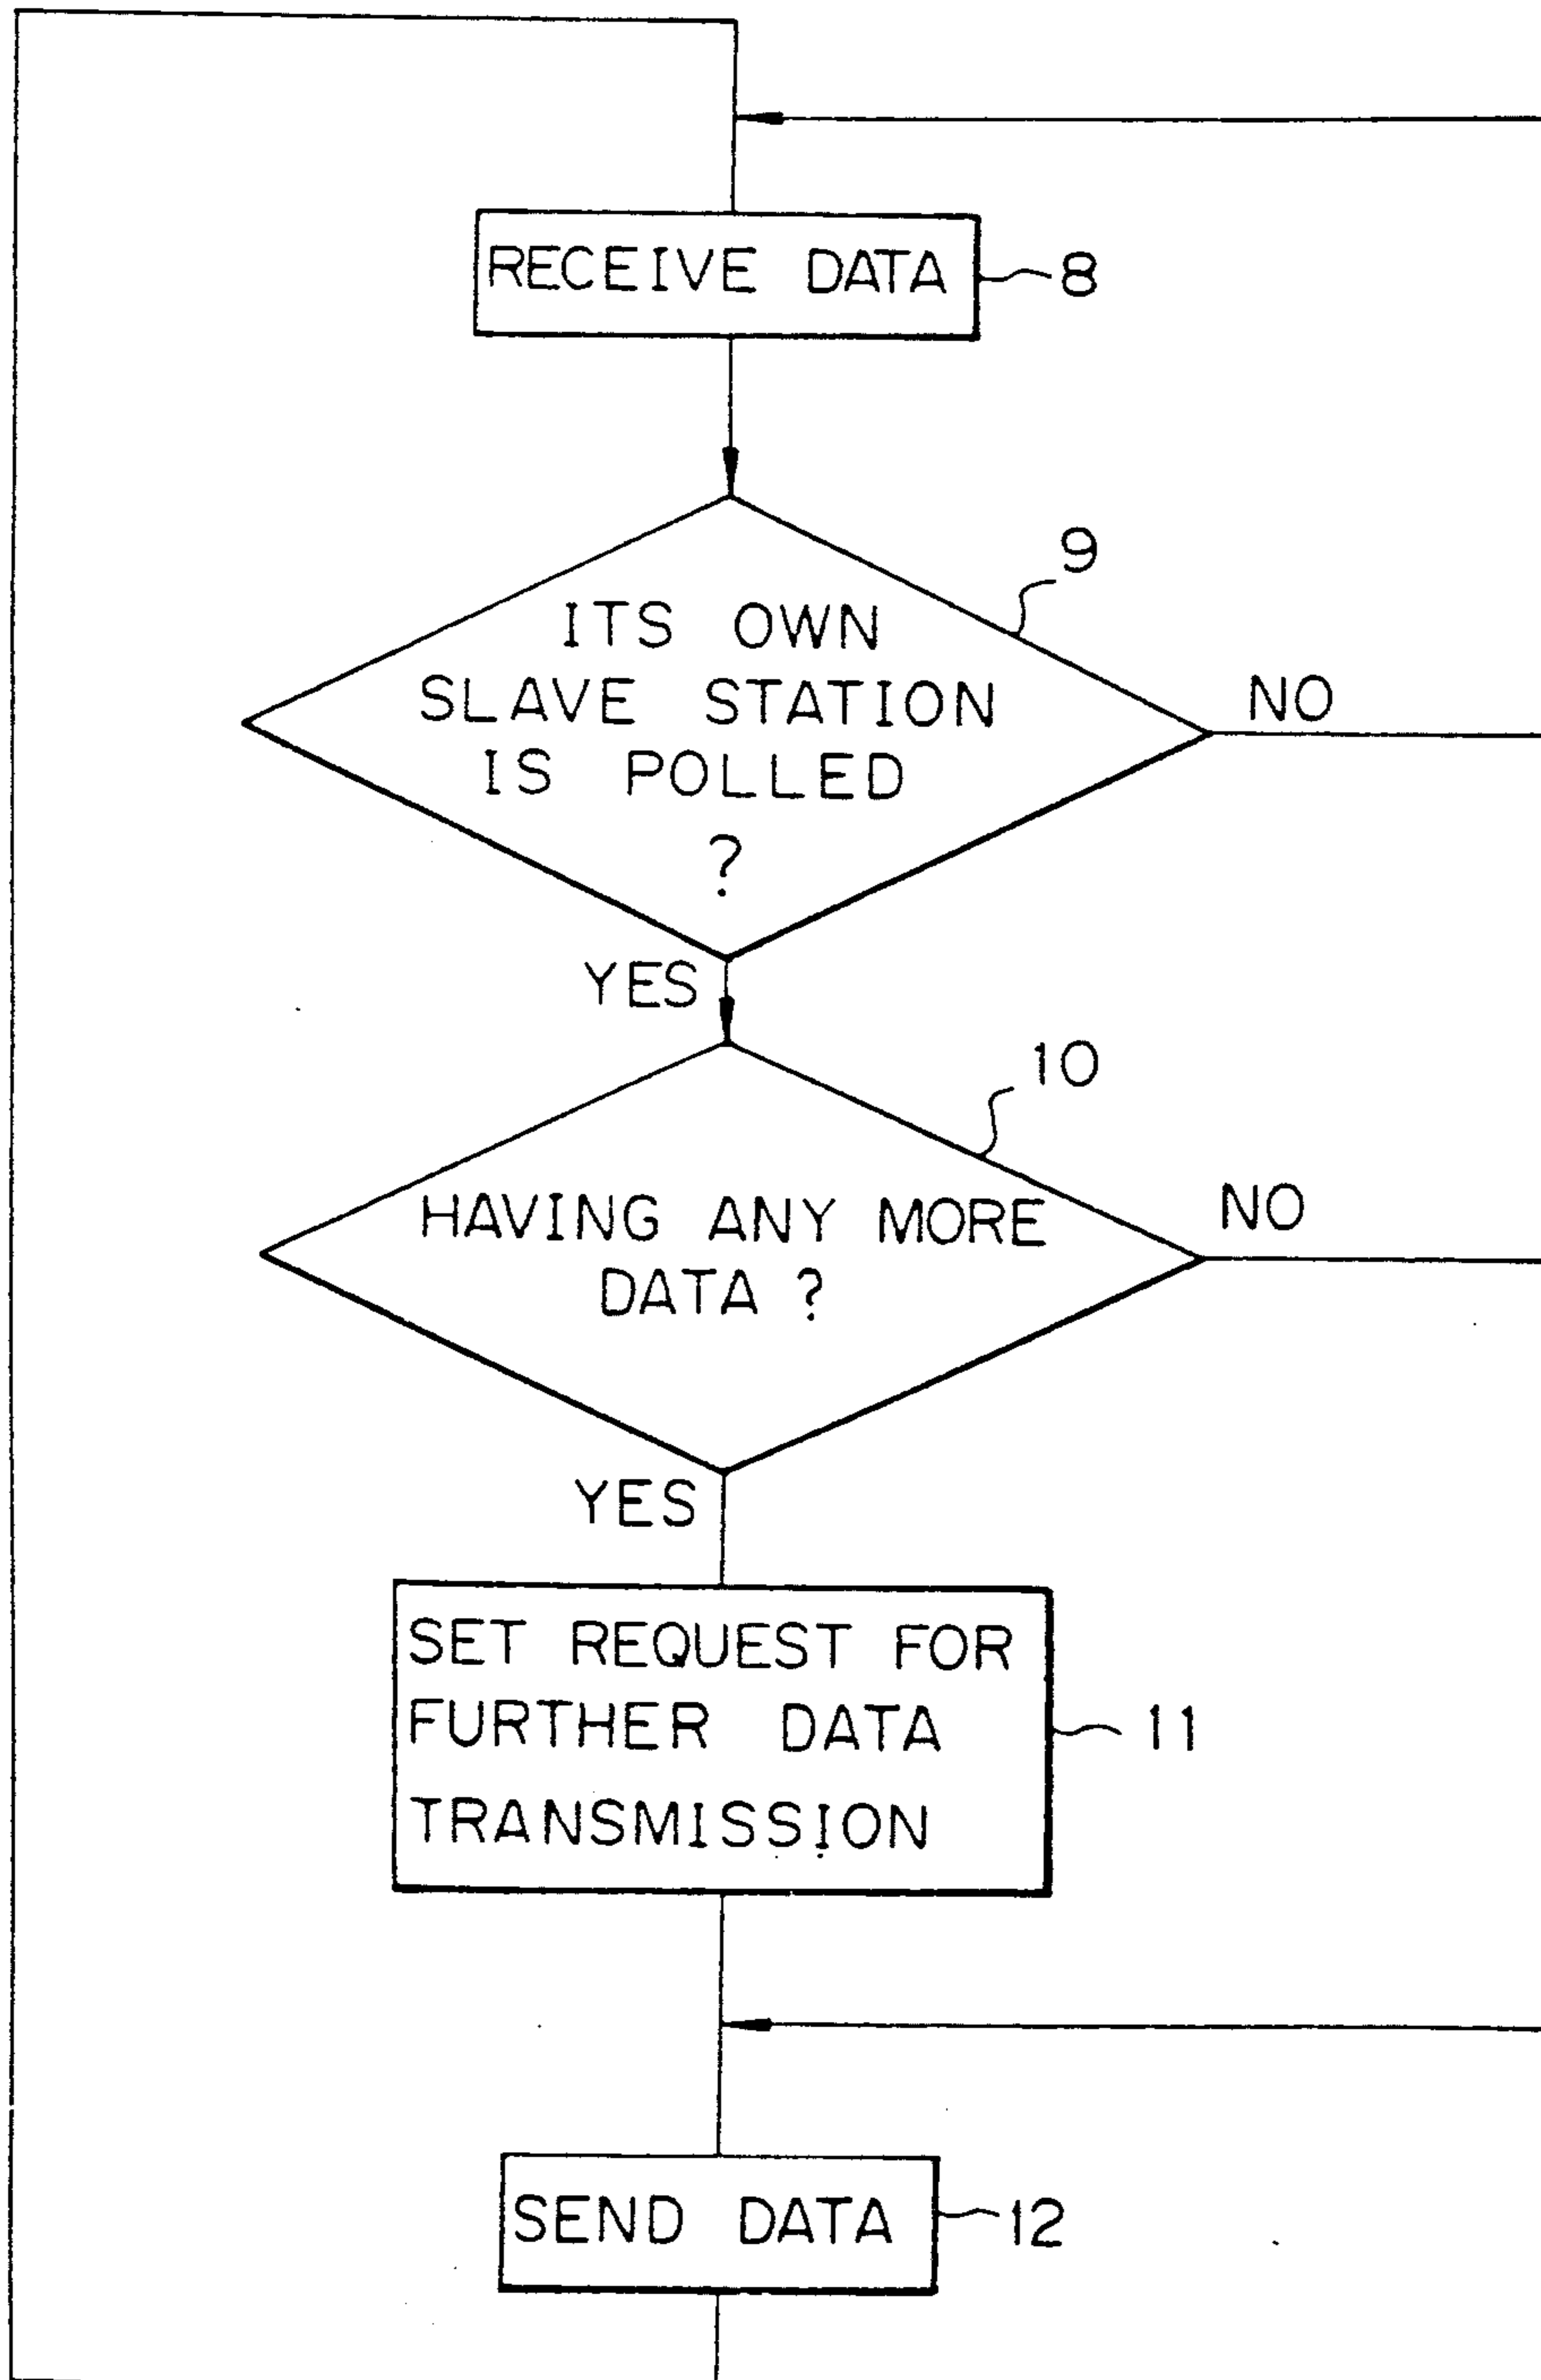 RECEIVE DATA
8
9
ITS OWN
SLAVE STATION
IS POLLED
?
NO
YES
10
HAVING ANY MORE
DATA ?
NO
YES
SET REQUEST FOR
FURTHER DATA
TRANSMISSION
11
SEND DATA
12